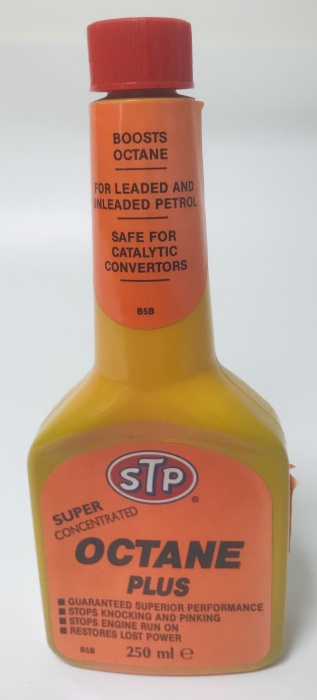 BOOSTS
OCTANE
FOR LEADED AND
UNLEADED PETROL
SAFE FOR
CATALYTIC
CONVERTORS
B5B
STP®
SUPER
CONCENTRATED
OCTANE
PLUS
■ GUARANTEED SUPERIOR PERFORMANCE
■ STOPS KNOCKING AND PINKING
■ STOPS ENGINE RUN ON
■ RESTORES LOST POWER
B5B 250 ml ℮